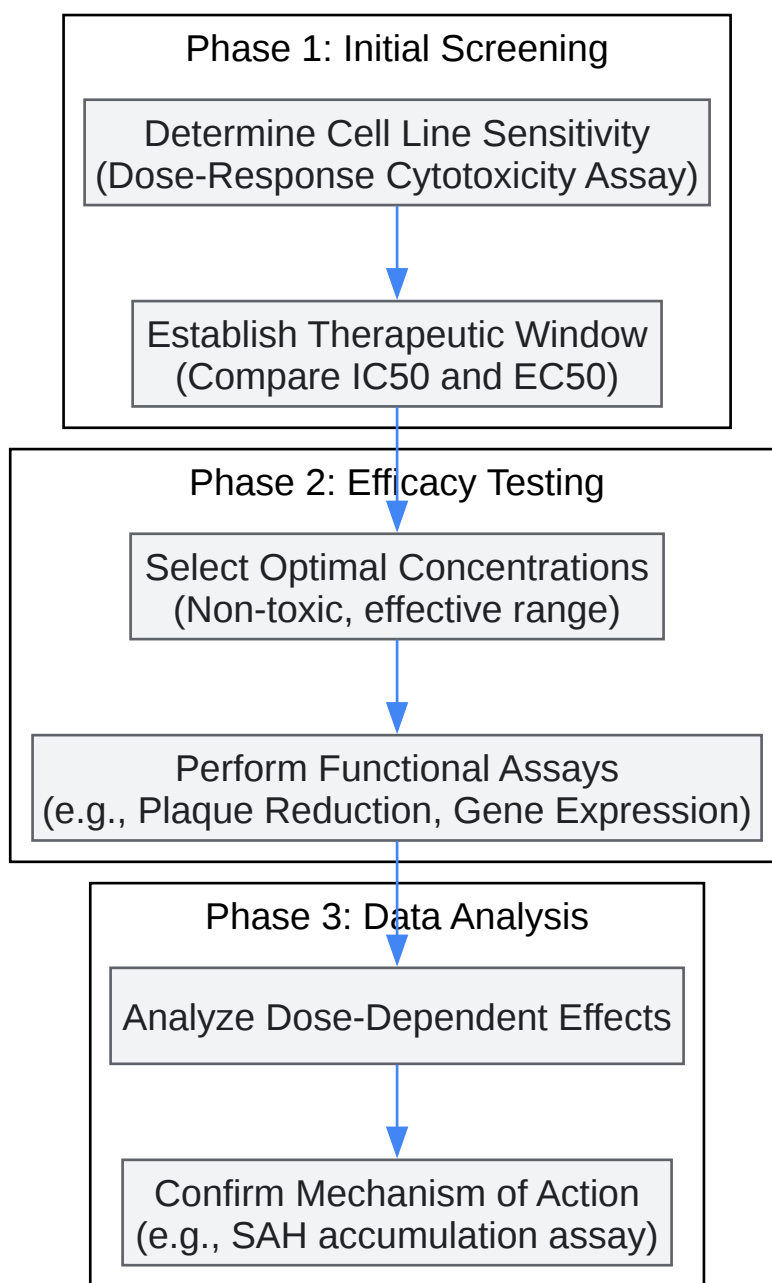 Phase 1: Initial Screening
Determine Cell Line Sensitivity
(Dose-Response Cytotoxicity Assay)
Establish Therapeutic Window
(Compare IC50 and EC50)
Phase 2: Efficacy Testing
Select Optimal Concentrations
(Non-toxic, effective range)
Perform Functional Assays
(e.g., Plaque Reduction, Gene Expression)
Phase 3: Data Analysis
Analyze Dose-Dependent Effects
Confirm Mechanism of Action
(e.g., SAH accumulation assay)